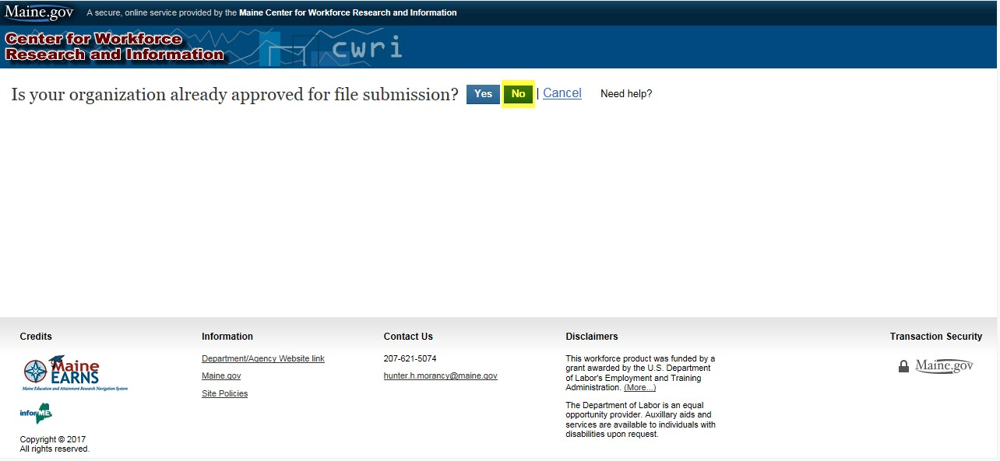 Maine.gov A secure, online service provided by the Maine Center for Workforce Research and Information
Center for Workforce
Research and Information
cwri
Is your organization already approved for file submission? Yes No | Cancel Need help?
Credits
Maine
EARNS
Maine Education and Attainment Research Navigation System
inforME
Copyright © 2017
All rights reserved.
Information
Department/Agency Website link
Maine.gov
Site Policies
Contact Us
207-621-5074
hunter.h.morancy@maine.gov
Disclaimers
This workforce product was funded by a
grant awarded by the U.S. Department
of Labor's Employment and Training
Administration. (More...)
The Department of Labor is an equal
opportunity provider. Auxillary aids and
services are available to individuals with
disabilities upon request.
Transaction Security
Maine.gov